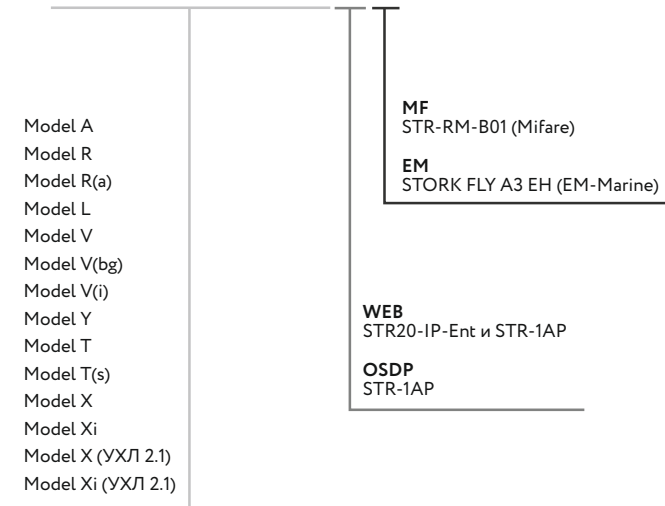 Model A
Model R
Model R(a)
Model L
Model V
Model V(bg)
Model V(i)
Model Y
Model T
Model T(s)
Model X
Model Xi
Model X (УХЛ 2.1)
Model Xi (УХЛ 2.1)
WEB
STR20-IP-Ent и STR-1AP
OSDP
STR-1AP
MF
STR-RM-B01 (Mifare)
EM
STORK FLY A3 EH (EM-Marine)